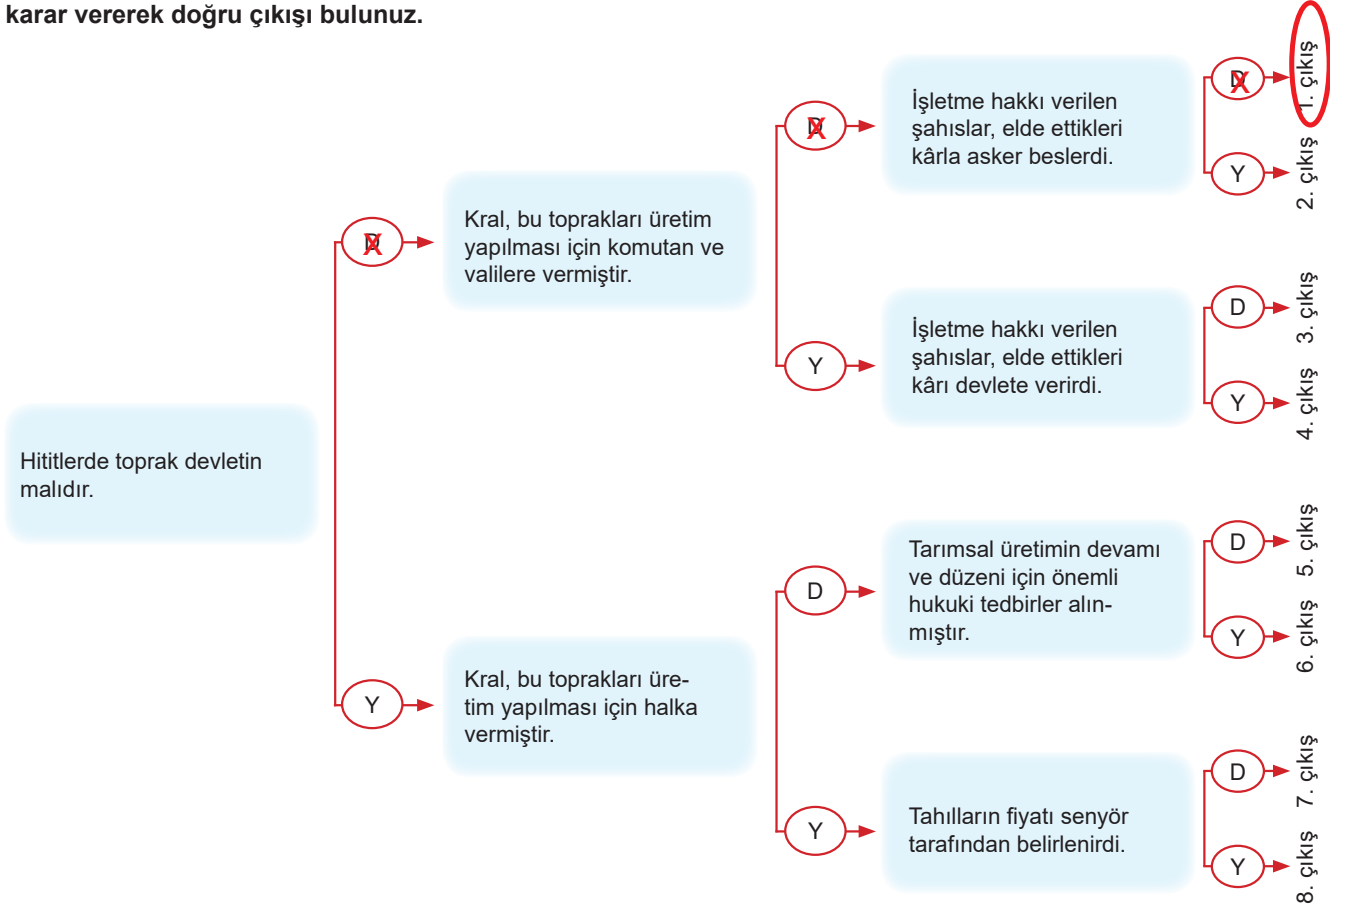 karar vererek doğru çıkışı bulunuz.
Hititlerde toprak devletin
malıdır.
D
X
Y
Kral, bu toprakları üretim
yapılması için komutan ve
valilere vermiştir.
Kral, bu toprakları üre-
tim yapılması için halka
vermiştir.
D
X
Y
D
Y
İşletme hakkı verilen
şahıslar, elde ettikleri
kârla asker beslerdi.
İşletme hakkı verilen
şahıslar, elde ettikleri
kârı devlete verirdi.
Tarımsal üretimin devamı
ve düzeni için önemli
hukuki tedbirler alın-
mıştır.
Tahılların fiyatı senyör
tarafından belirlenirdi.
D
X
1. çıkış
Y
2. çıkış
D
3. çıkış
Y
4. çıkış
D
5. çıkış
Y
6. çıkış
D
7. çıkış
Y
8. çıkış